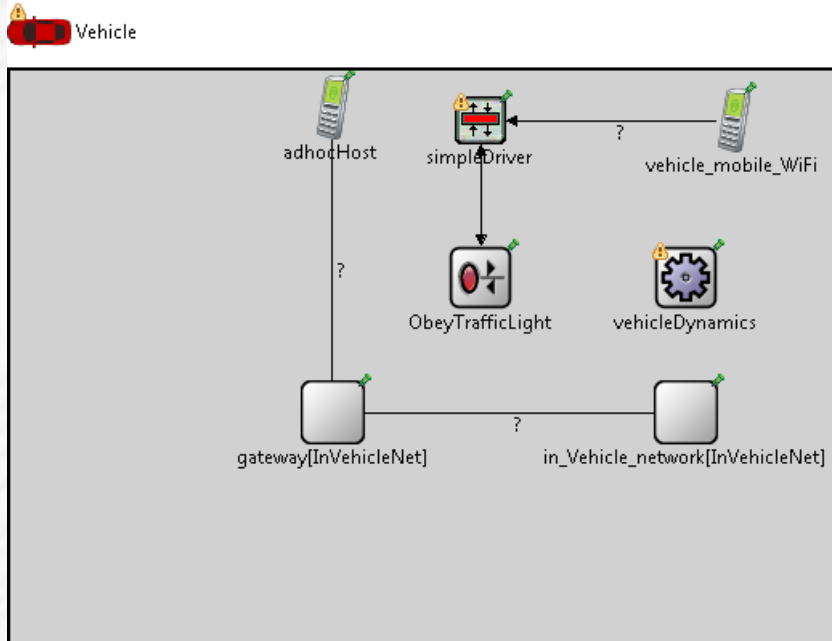 Vehicle
adhocHost
simpleDriver
?
vehicle_mobile_WiFi
?
ObeyTrafficLight
vehicleDynamics
?
gateway[InVehicleNet]
in_Vehicle_network[InVehicleNet]